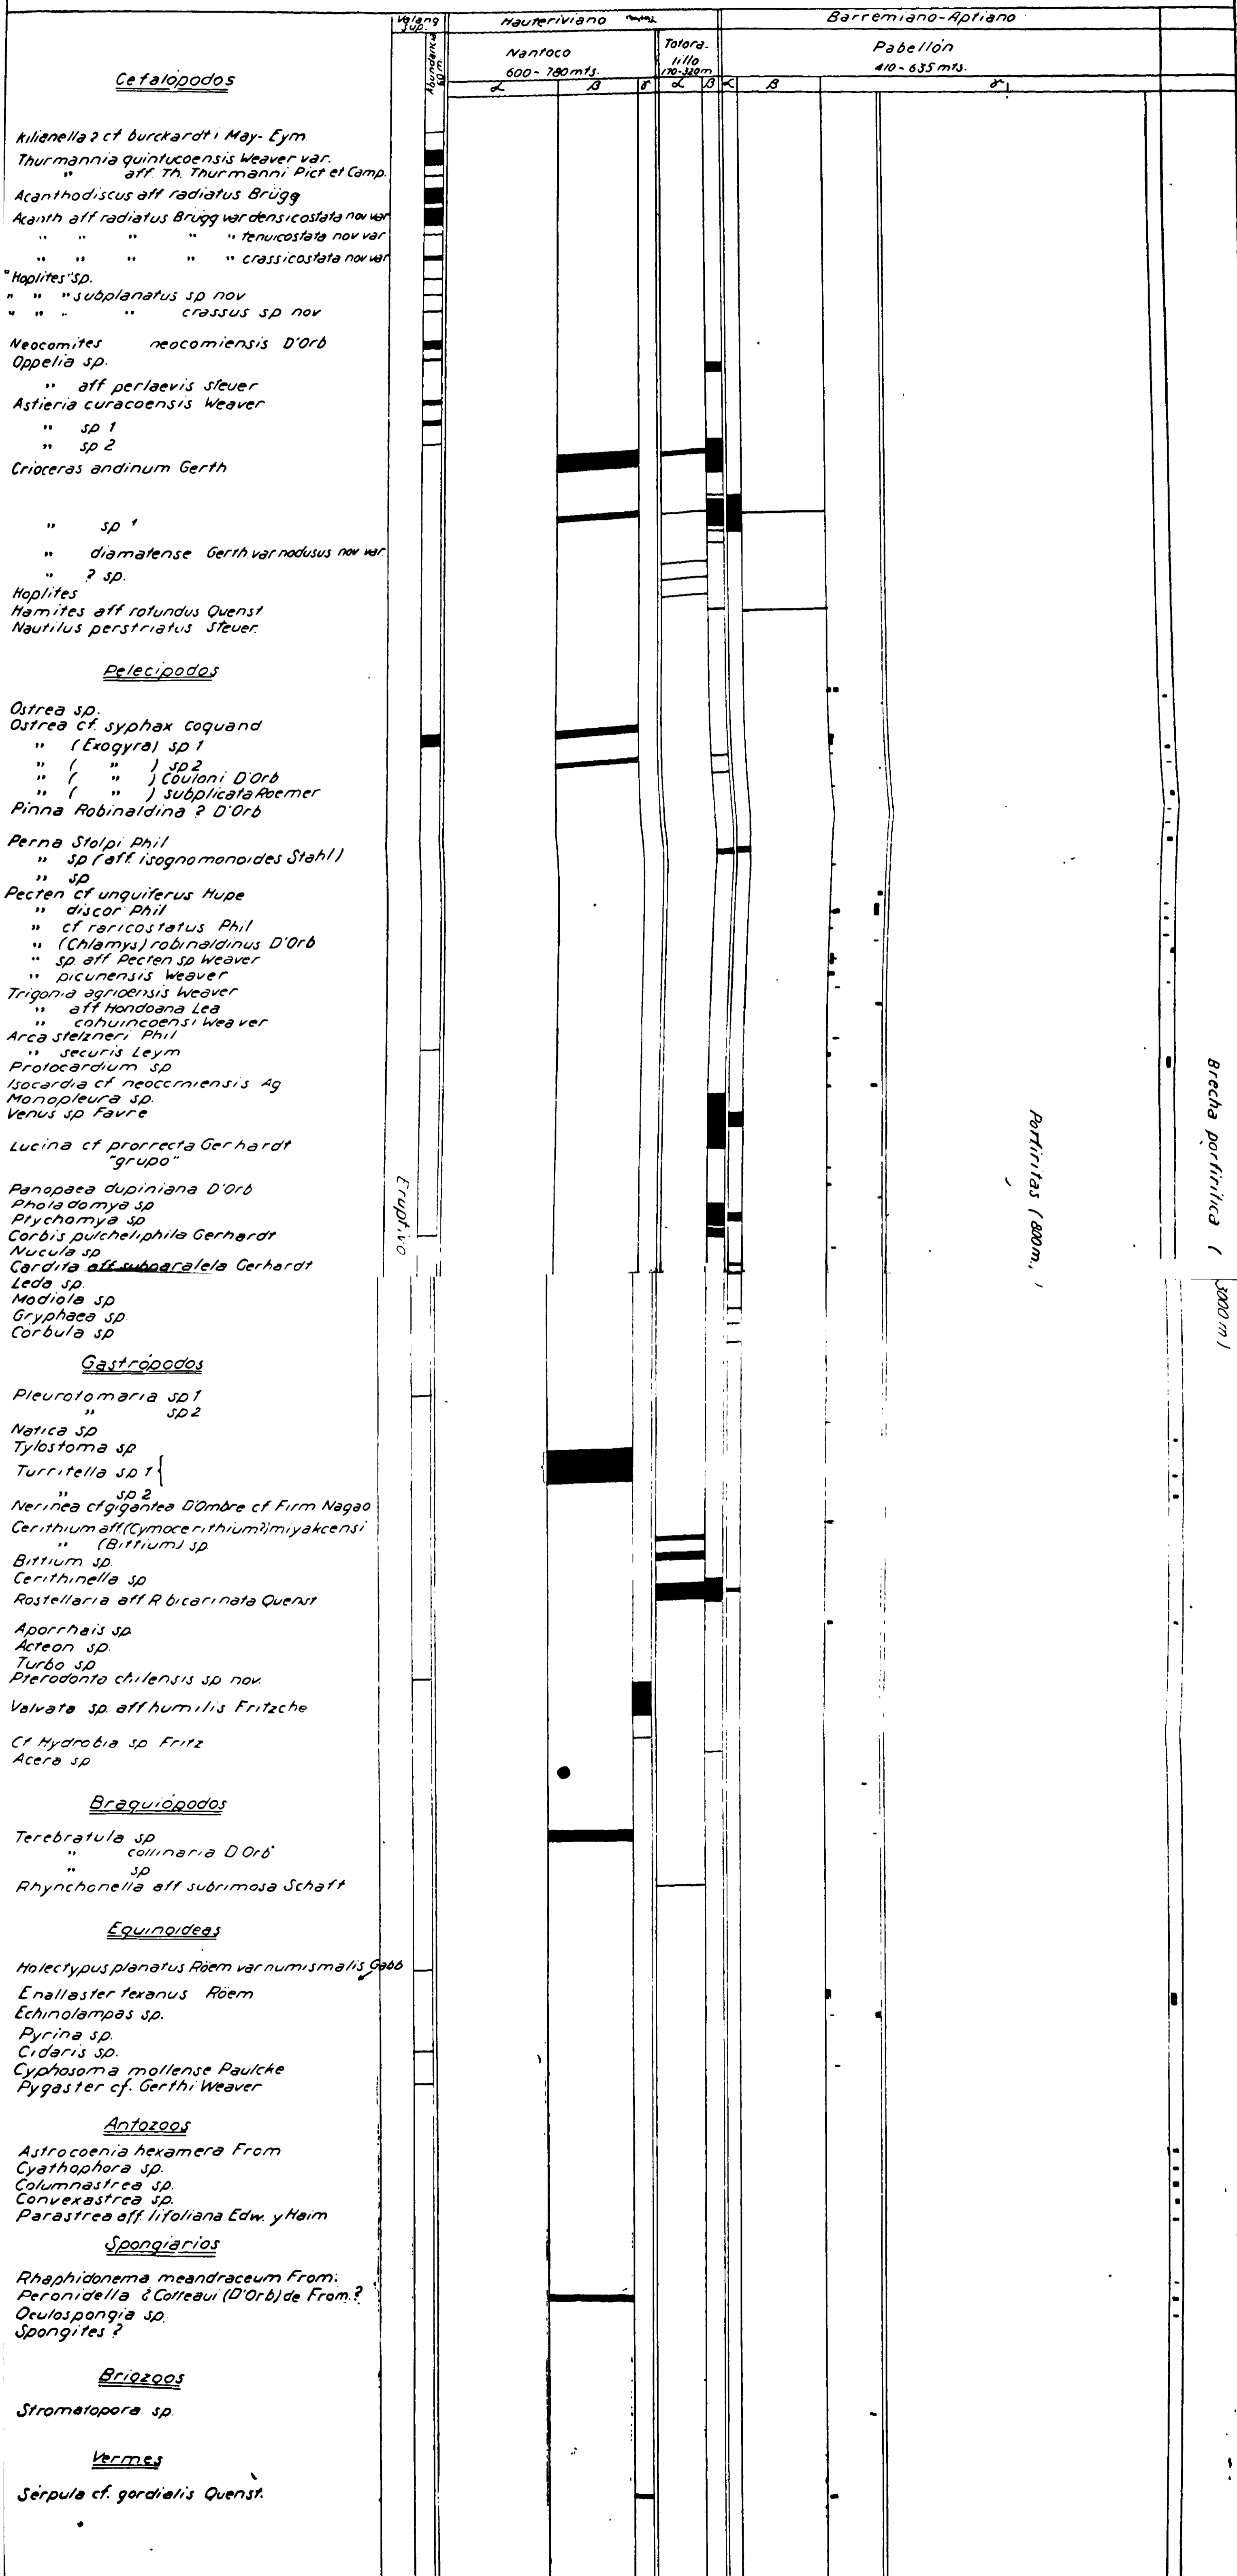 Valang Sup.
Hauteriviano
Barremiano-Aptiano
Abundancia 60 m.
Nantoco
600 - 780 mts.
Totora-
lillo
170-320 m
Pabellón
410 - 635 mts.
α β γ α β α β γ
Cefalópodos
Kilianella ? cf burckardti May-Eym
Thurmannia quintucoensis Weaver var.
" aff. Th. Thurmanni Pict et Camp.
Acanthodiscus aff radiatus Brügg
Acanth aff radiatus Brügg var densicostata nov var
" " " " " tenuicostata nov var
" " " " " crassicostata nov var
"Hoplites" sp.
" " " subplanatus sp nov
" " " " crassus sp nov
Neocomites neocomiensis D'Orb
Oppelia sp.
" aff perlaevis Steuer
Astieria curacoensis Weaver
" sp 1
" sp 2
Crioceras andinum Gerth
" sp 1
" diamatense Gerth. var nodusus nov var.
" ? sp.
Hoplites
Hamites aff rotundus Quenst
Nautilus perstriatus Steuer.
Pelecípodos
Ostrea sp.
Ostrea cf. syphax Coquand
" (Exogyra) sp 1
" ( " ) sp 2
" ( " ) Couloni D'Orb
" ( " ) subplicata Roemer
Pinna Robinaldina ? D'Orb
Perna Stolpi Phil
" sp (aff. isognomonoides Stahl)
" sp
Pecten cf unguiferus Hupe
" discor Phil
" cf raricostatus Phil
" (Chlamys) robinaldinus D'Orb
" sp. aff Pecten sp Weaver
" picunensis Weaver
Trigonia agrioensis Weaver
" aff Hondoana Lea
" cohuincoensi Weaver
Arca stelzneri Phil
" securis Leym
Protocardium sp
Isocardia cf neocomiensis Ag
Monopleura sp.
Venus sp Favre
Lucina cf prorrecta Gerhardt
"grupo"
Panopaea dupiniana D'Orb
Pholadomya sp
Ptychomya sp
Corbis pulcheliphila Gerhardt
Nucula sp
Cardita aff subparalela Gerhardt
Leda sp.
Modiola sp
Gryphaea sp.
Corbula sp
Eruptivo
Porfiritas (800 m.)
Brecha porfirítica (3000 m)
Gastrópodos
Pleurotomaria sp 1
" sp 2
Natica sp
Tylostoma sp
Turritella sp 1 {
" sp 2
Nerinea cf gigantea D'Ombre cf Firm Nagao
Cerithium aff (Cymocerithium?) miyakcensi
" (Bittium) sp
Bittium sp.
Cerithinella sp
Rostellaria aff R bicarinata Quenst
Aporrhais sp
Acteon sp.
Turbo sp
Pterodonta chilensis sp nov.
Valvata sp. aff humilis Fritzche
Cf Hydrobia sp Fritz
Acera sp
Braquiópodos
Terebratula sp
" collinaria D'Orb
" sp
Rhynchonella aff subrimosa Schaft
Equinoideas
Holectypus planatus Röem var numismalis Gabb
Enallaster texanus Röem
Echinolampas sp.
Pyrina sp.
Cidaris sp.
Cyphosoma mollense Paulcke
Pygaster cf. Gerthi Weaver
Antozoos
Astrocoenia hexamera From
Cyathophora sp.
Columnastrea sp.
Convexastrea sp.
Parastrea aff. lifoliana Edw. y Haim
Spongiarios
Rhaphidonema meandraceum From.
Peronidella ¿ Cotteaui (D'Orb) de From.?
Oculospongia sp.
Spongites ?
Briozoos
Stromatopora sp.
Vermes
Serpula cf. gordialis Quenst.